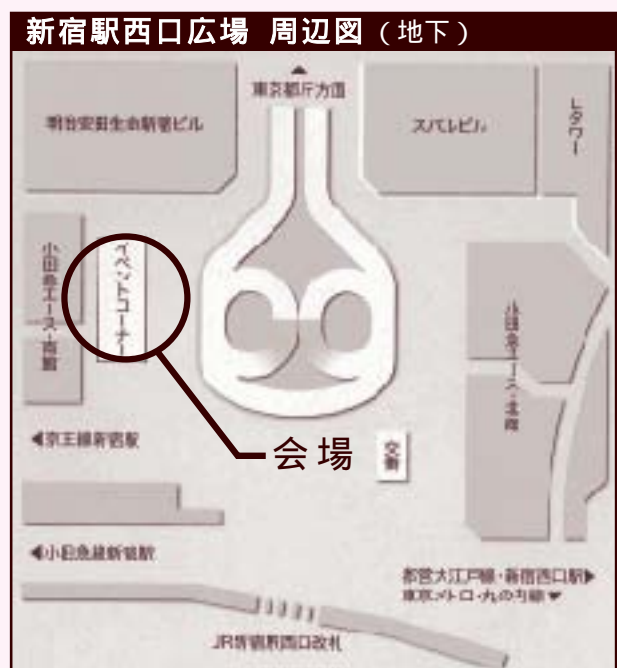 新宿駅西口広場 周辺図（地下）
東京都庁方面
明治安田生命新宿ビル
スバルビル
Lタワー
小田急エース・南館
イベントコーナー
小田急エース・北館
◀京王線新宿駅
会場
交番
◀小田急線新宿駅
都営大江戸線・新宿西口駅▶
東京メトロ・丸の内線▼
JR新宿駅西口改札